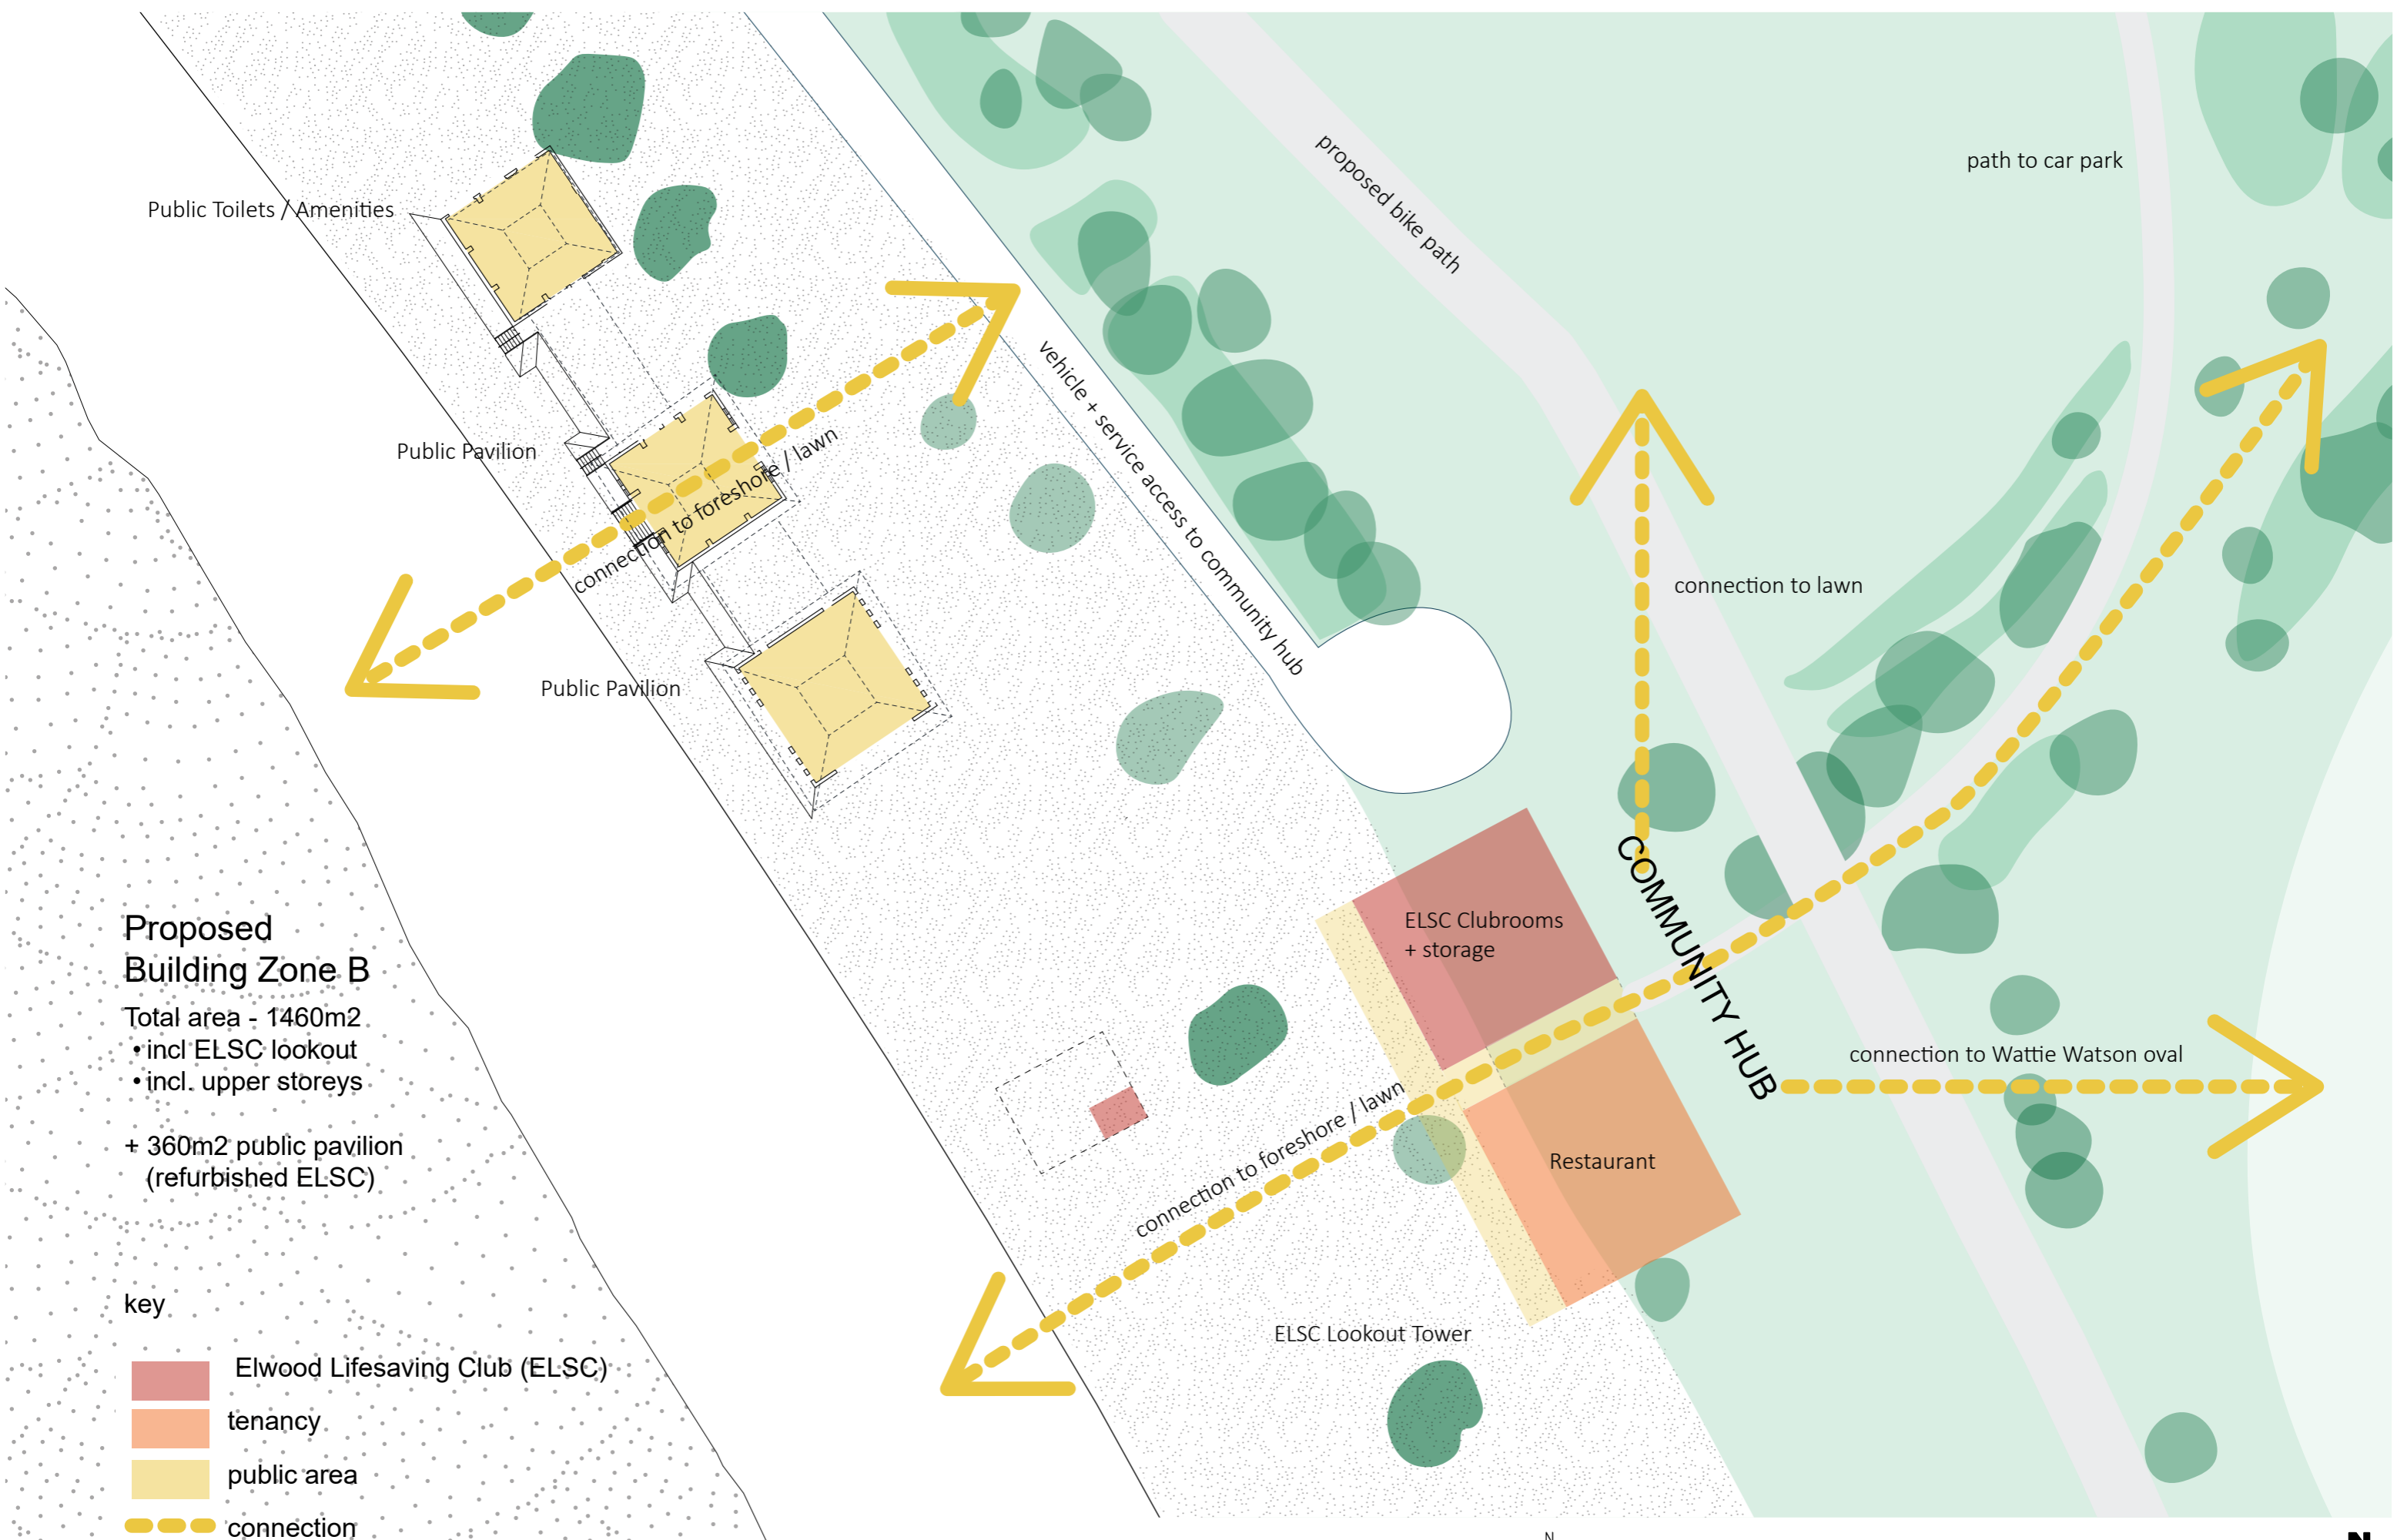 Public Toilets / Amenities
proposed bike path
path to car park
Public Pavilion
connection to foreshore / lawn
vehicle + service access to community hub
connection to lawn
Public Pavilion
COMMUNITY HUB
ELSC Clubrooms
+ storage
connection to Wattie Watson oval
connection to foreshore / lawn
Restaurant
ELSC Lookout Tower
Proposed
Building Zone B
Total area - 1460m2
• incl ELSC lookout
• incl. upper storeys
+ 360m2 public pavilion
(refurbished ELSC)
key
Elwood Lifesaving Club (ELSC)
tenancy
public area
connection
N
N